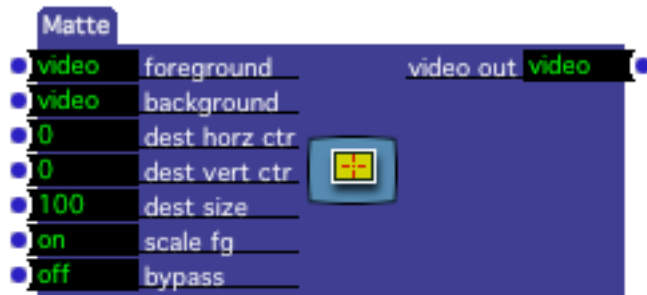 Matte
video foreground video out video
video background
0 dest horz ctr
0 dest vert ctr
100 dest size
on scale fg
off bypass